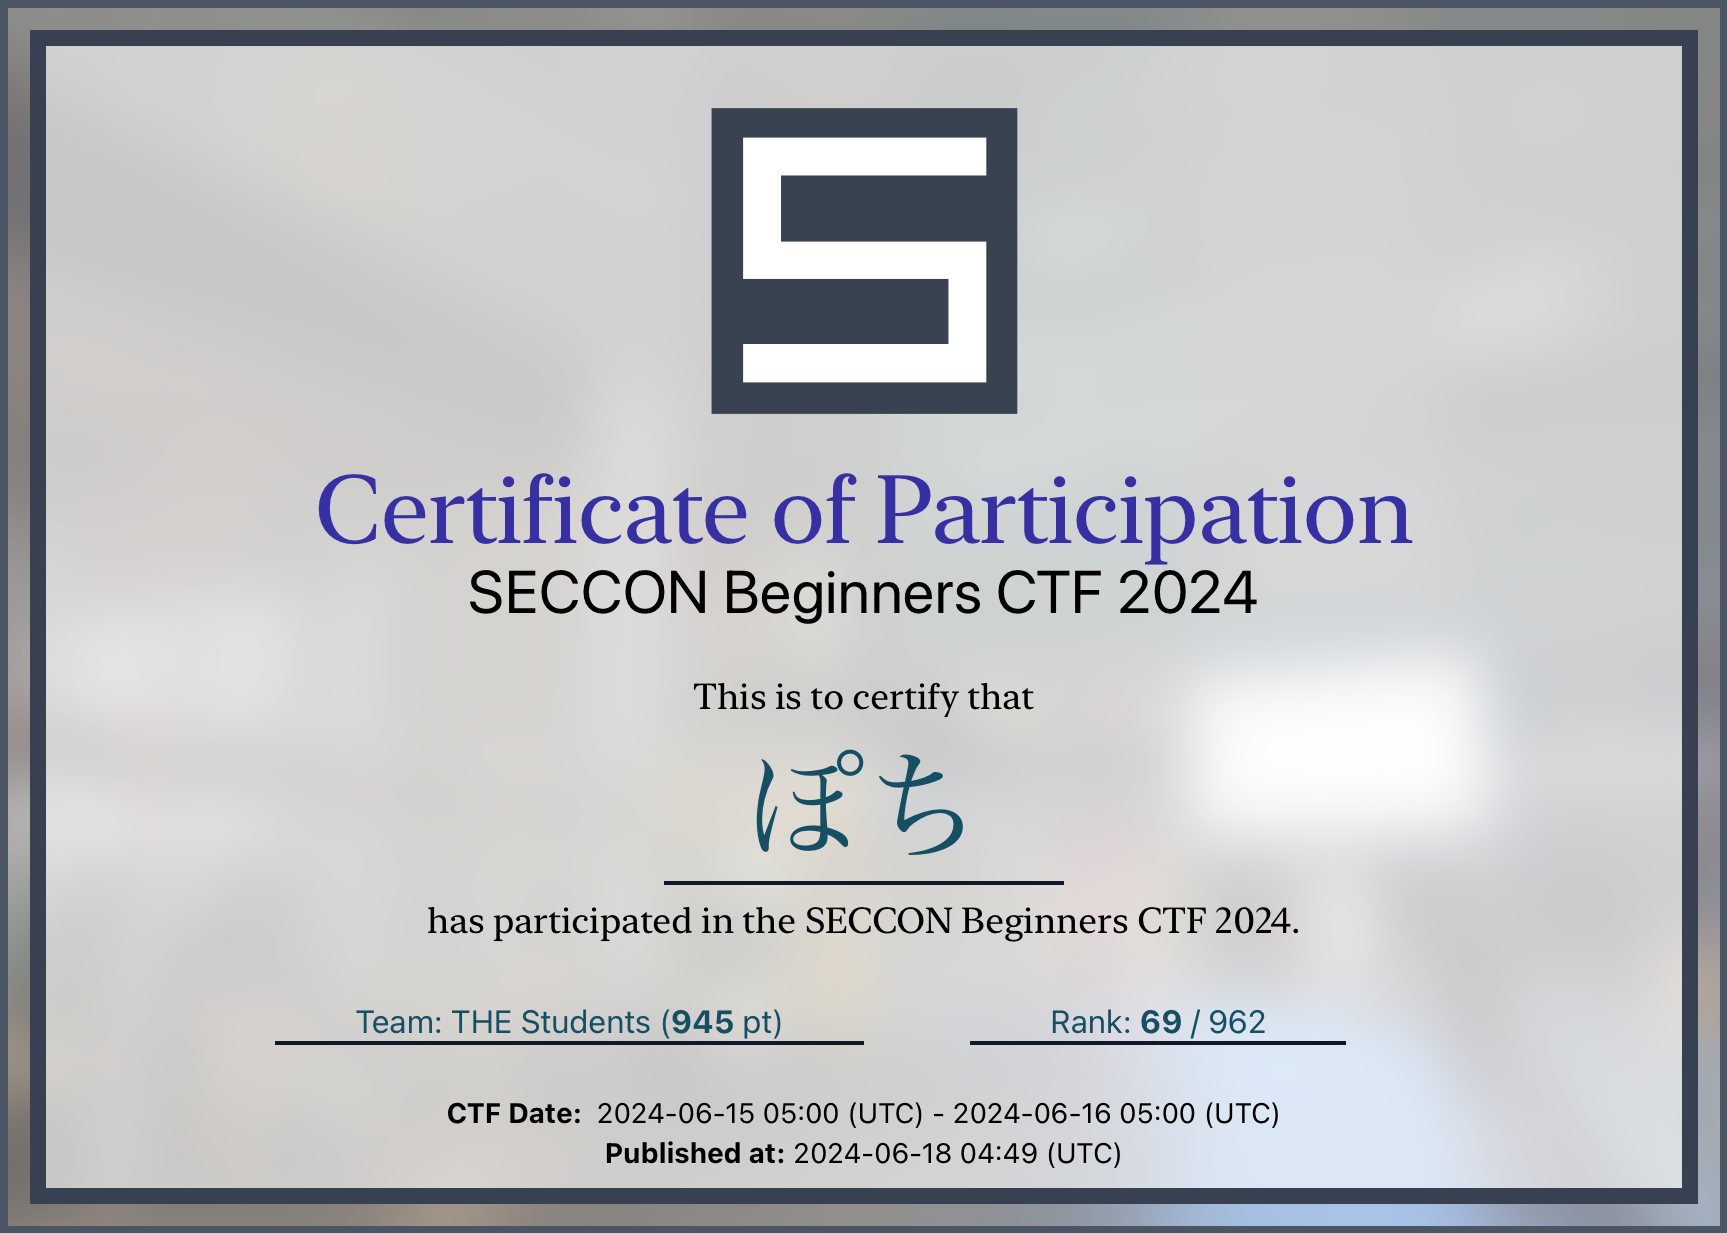 S
Certificate of Participation
SECCON Beginners CTF 2024
This is to certify that
ぽち
has participated in the SECCON Beginners CTF 2024.
Team: THE Students (945 pt)
Rank: 69 / 962
CTF Date: 2024-06-15 05:00 (UTC) - 2024-06-16 05:00 (UTC)
Published at: 2024-06-18 04:49 (UTC)